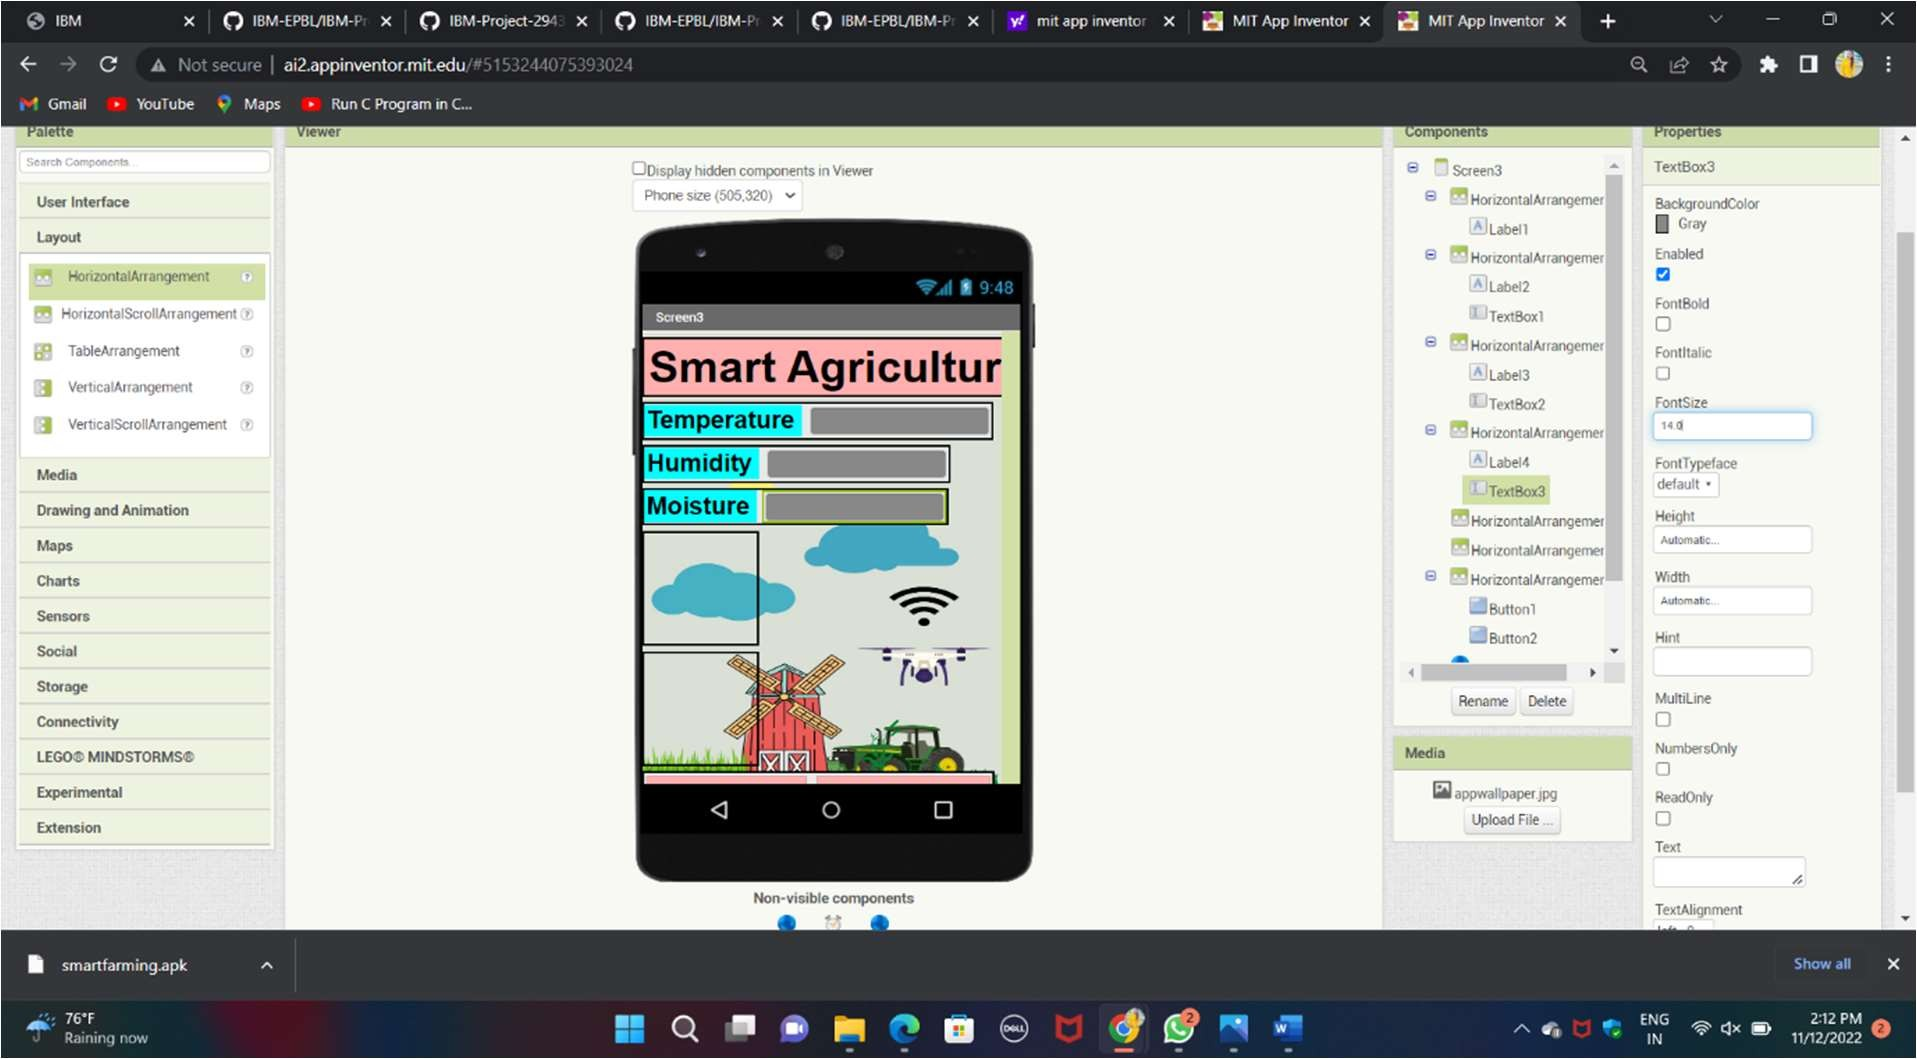 IBM
IBM-EPBL/IBM-Pr
IBM-Project-2943
IBM-EPBL/IBM-Pr
IBM-EPBL/IBM-Pr
mit app inventor
MIT App Inventor
MIT App Inventor
Not secure | ai2.appinventor.mit.edu/#5153244075393024
Gmail
YouTube
Maps
Run C Program in C...
Palette
Search Components...
User Interface
Layout
HorizontalArrangement
HorizontalScrollArrangement
TableArrangement
VerticalArrangement
VerticalScrollArrangement
Media
Drawing and Animation
Maps
Charts
Sensors
Social
Storage
Connectivity
LEGO® MINDSTORMS®
Experimental
Extension
Viewer
Display hidden components in Viewer
Phone size (505,320)
9:48
Screen3
Smart Agricultur
Temperature
Humidity
Moisture
Non-visible components
Components
Screen3
HorizontalArrangemer
Label1
HorizontalArrangemer
Label2
TextBox1
HorizontalArrangemer
Label3
TextBox2
HorizontalArrangemer
Label4
TextBox3
HorizontalArrangemer
HorizontalArrangemer
HorizontalArrangemer
Button1
Button2
Rename
Delete
Media
appwallpaper.jpg
Upload File ...
Properties
TextBox3
BackgroundColor
Gray
Enabled
FontBold
FontItalic
FontSize
14.0
FontTypeface
default
Height
Automatic...
Width
Automatic...
Hint
MultiLine
NumbersOnly
ReadOnly
Text
TextAlignment
smartfarming.apk
Show all
76°F
Raining now
DELL
2
ENG
IN
2:12 PM
11/12/2022
2